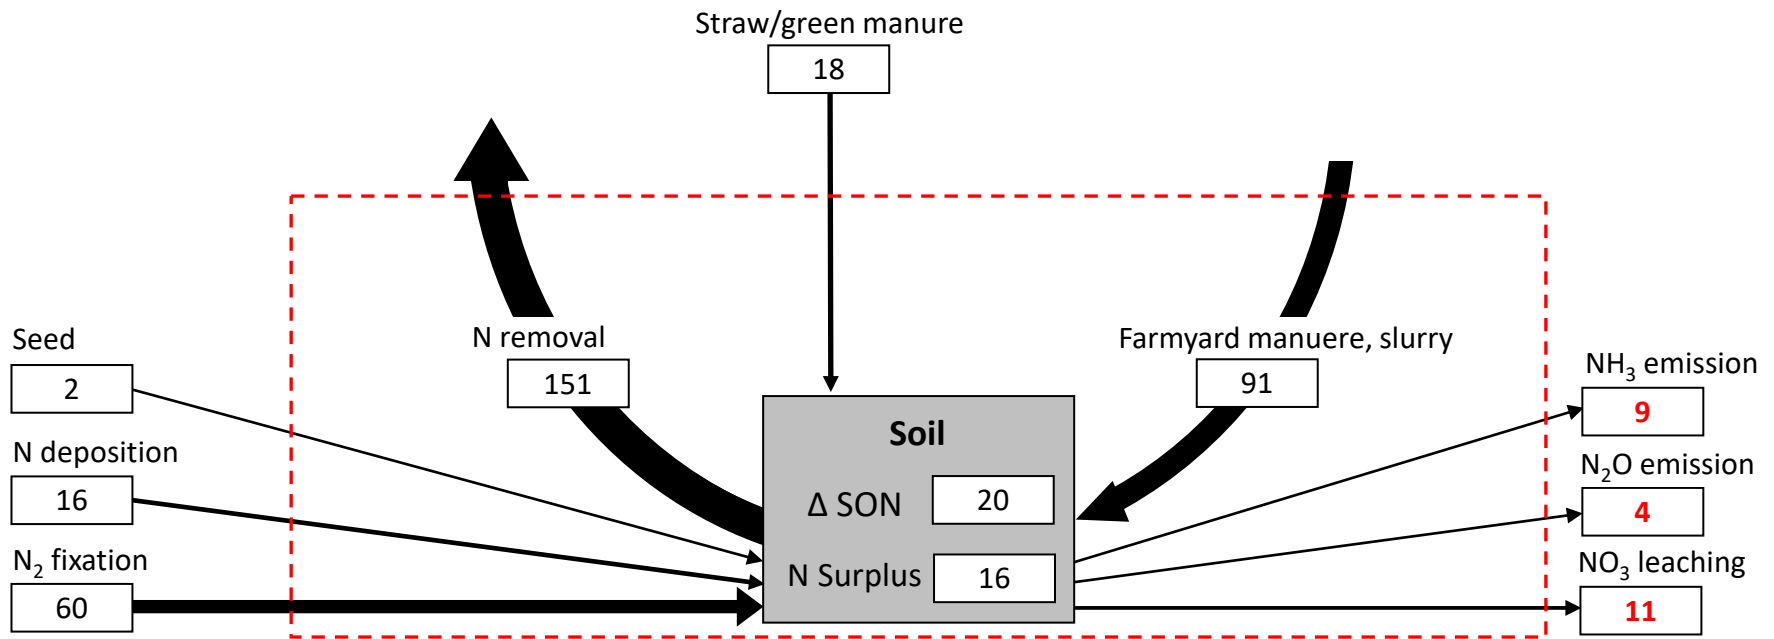 Straw/green manure
18
N removal
151
Farmyard manuere, slurry
91
Seed
2
N deposition
16
N₂ fixation
60
Soil
Δ SON
20
N Surplus
16
NH₃ emission
9
N₂O emission
4
NO₃ leaching
11